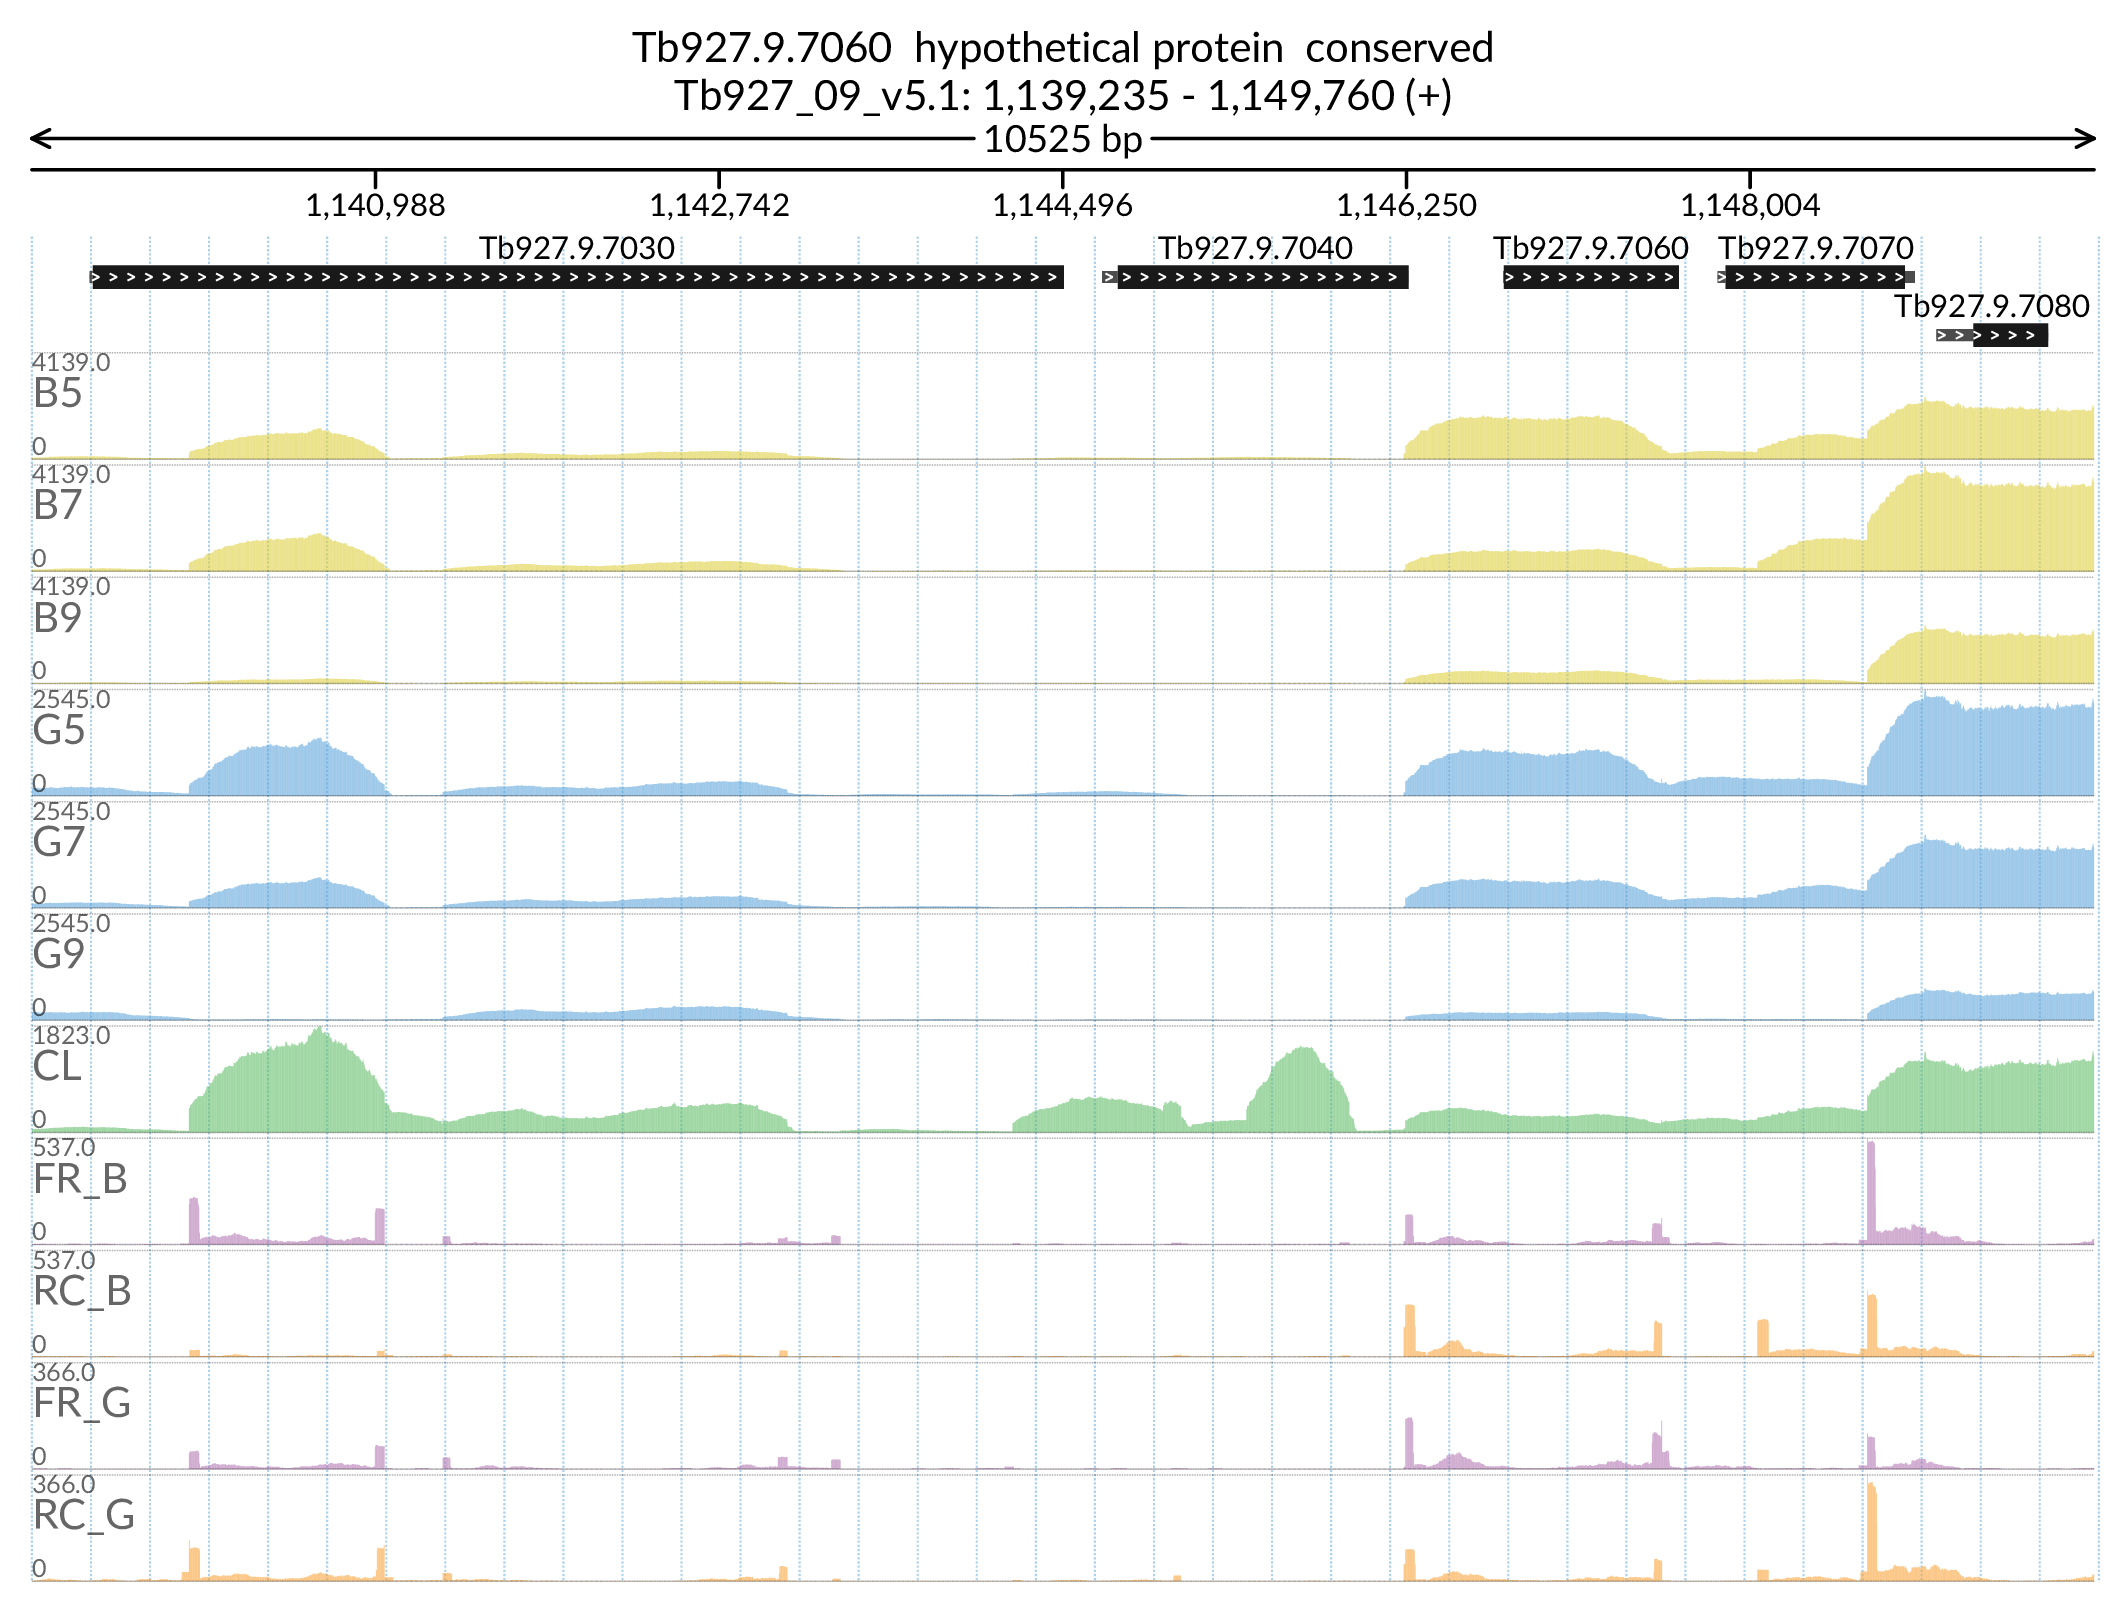 Tb927.9.7060  hypothetical protein  conserved
Tb927_09_v5.1: 1,139,235 - 1,149,760 (+)
10525 bp
1,140,988 1,142,742 1,144,496 1,146,250 1,148,004
Tb927.9.7030 Tb927.9.7040 Tb927.9.7060 Tb927.9.7070
Tb927.9.7080
4139.0
B5
0
4139.0
B7
0
4139.0
B9
0
2545.0
G5
0
2545.0
G7
0
2545.0
G9
0
1823.0
CL
0
537.0
FR_B
0
537.0
RC_B
0
366.0
FR_G
0
366.0
RC_G
0